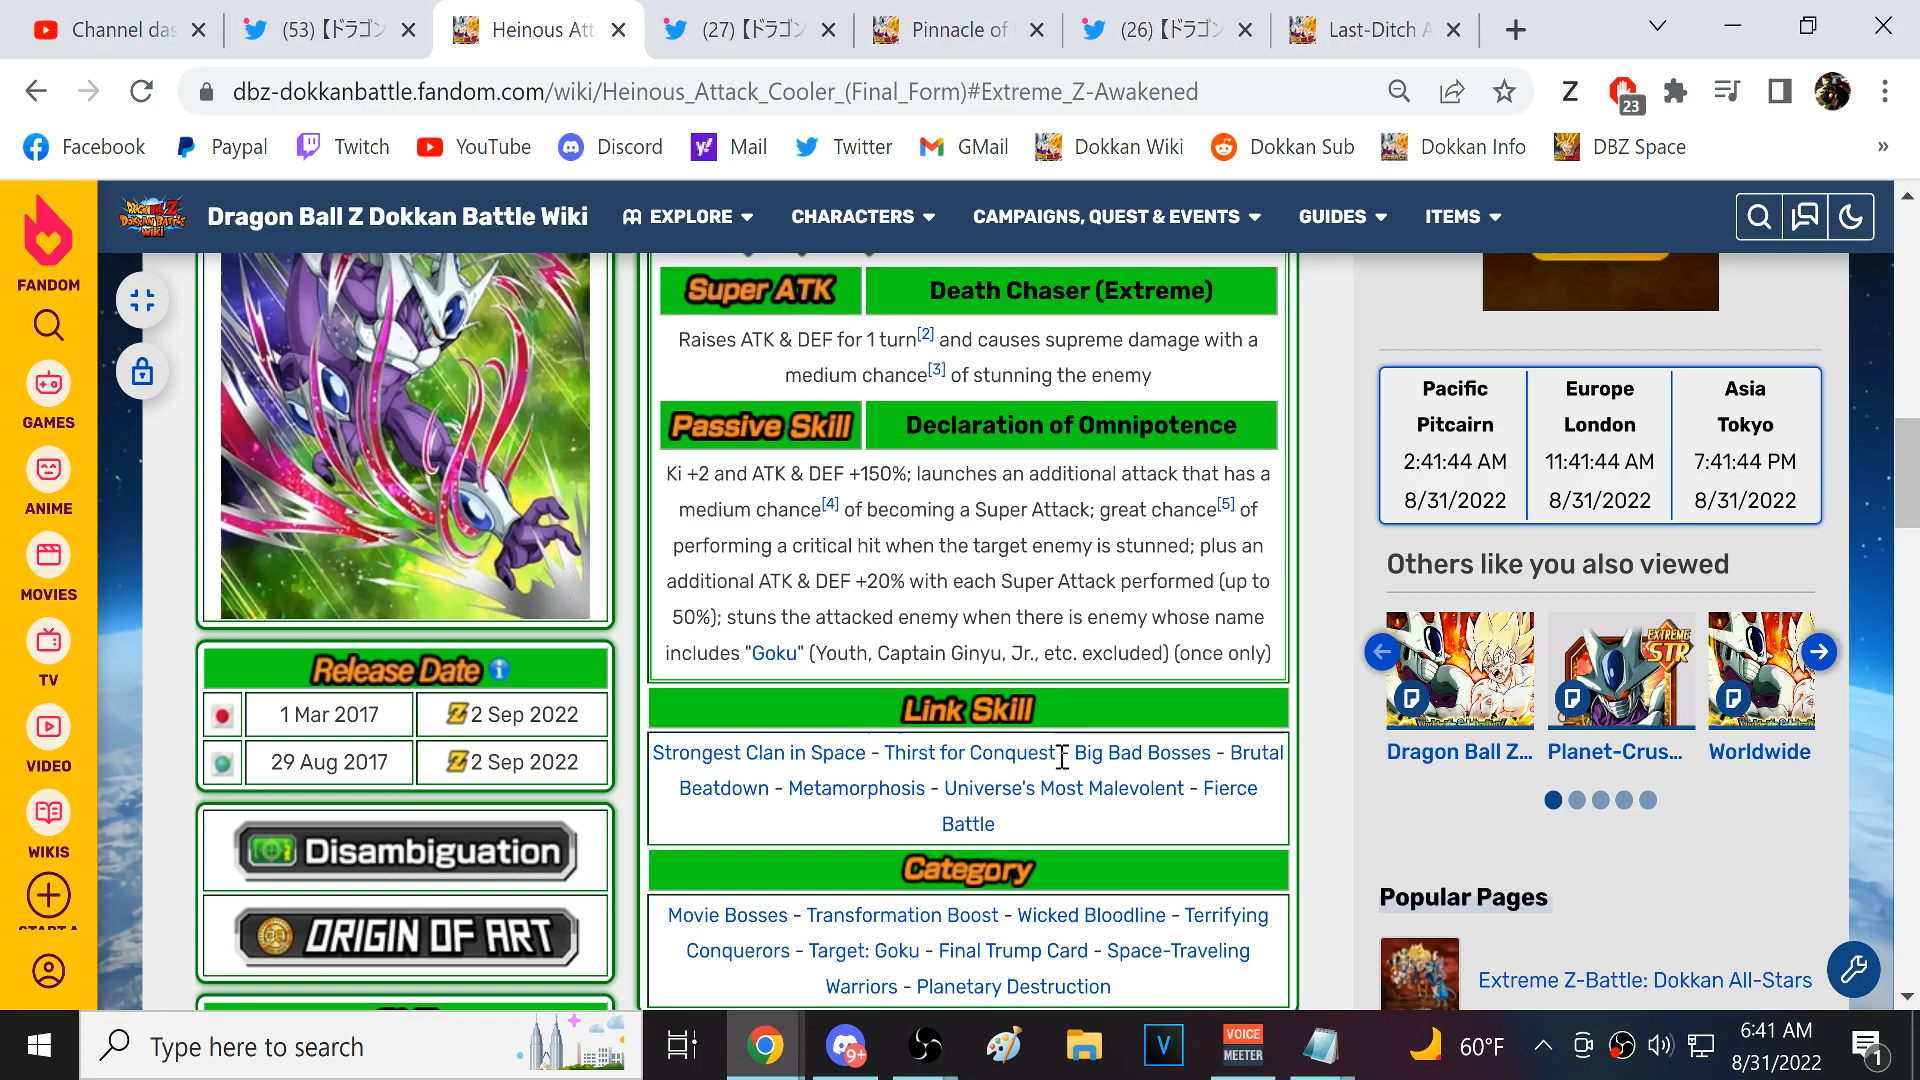 Channel das
(53)【ドラゴン
Heinous Att
(27)【ドラゴン
Pinnacle of
(26)【ドラゴン
Last-Ditch A
dbz-dokkanbattle.fandom.com/wiki/Heinous_Attack_Cooler_(Final_Form)#Extreme_Z-Awakened
Z
23
Facebook
Paypal
Twitch
YouTube
Discord
Mail
Twitter
GMail
Dokkan Wiki
Dokkan Sub
Dokkan Info
DBZ Space
»
Dragon Ball Z Dokkan Battle Wiki
EXPLORE
CHARACTERS
CAMPAIGNS, QUEST & EVENTS
GUIDES
ITEMS
FANDOM
GAMES
ANIME
MOVIES
TV
VIDEO
WIKIS
START A
Super ATK
Death Chaser (Extreme)
Raises ATK & DEF for 1 turn[2] and causes supreme damage with a
medium chance[3] of stunning the enemy
Passive Skill
Declaration of Omnipotence
Ki +2 and ATK & DEF +150%; launches an additional attack that has a
medium chance[4] of becoming a Super Attack; great chance[5] of
performing a critical hit when the target enemy is stunned; plus an
additional ATK & DEF +20% with each Super Attack performed (up to
50%); stuns the attacked enemy when there is enemy whose name
includes "Goku" (Youth, Captain Ginyu, Jr., etc. excluded) (once only)
Link Skill
Strongest Clan in Space - Thirst for Conquest - Big Bad Bosses - Brutal
Beatdown - Metamorphosis - Universe's Most Malevolent - Fierce
Battle
Category
Movie Bosses - Transformation Boost - Wicked Bloodline - Terrifying
Conquerors - Target: Goku - Final Trump Card - Space-Traveling
Warriors - Planetary Destruction
Release Date
1 Mar 2017
Z 2 Sep 2022
29 Aug 2017
Z 2 Sep 2022
Disambiguation
ORIGIN OF ART
Pacific
Pitcairn
2:41:44 AM
8/31/2022
Europe
London
11:41:44 AM
8/31/2022
Asia
Tokyo
7:41:44 PM
8/31/2022
Others like you also viewed
EXTREME
STR
Dragon Ball Z...
Planet-Crus...
Worldwide
Popular Pages
Extreme Z-Battle: Dokkan All-Stars
Type here to search
9+
V
VOICE
MEETER
60°F
6:41 AM
8/31/2022
1